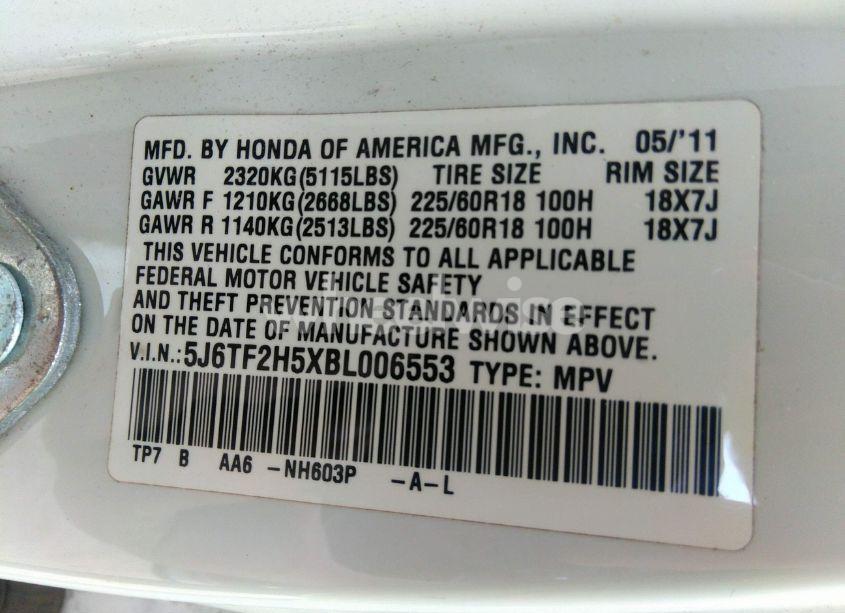 MFD. BY HONDA OF AMERICA MFG., INC. 05/'11
GVWR 2320KG(5115LBS) TIRE SIZE RIM SIZE
GAWR F 1210KG(2668LBS) 225/60R18 100H 18X7J
GAWR R 1140KG(2513LBS) 225/60R18 100H 18X7J
THIS VEHICLE CONFORMS TO ALL APPLICABLE
FEDERAL MOTOR VEHICLE SAFETY
AND THEFT PREVENTION STANDARDS IN EFFECT
ON THE DATE OF MANUFACTURE SHOWN ABOVE.
V.I.N.:5J6TF2H5XBL006553 TYPE: MPV
TP7 B AA6 -NH603P -A-L